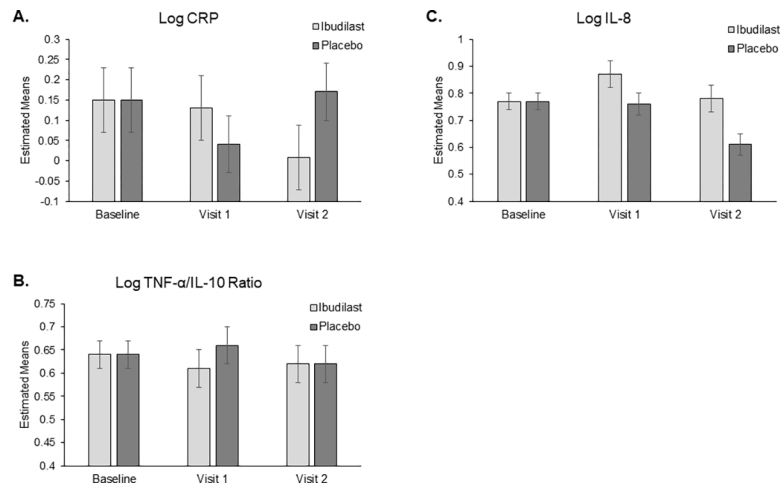 A.
Log CRP
Ibudilast
Placebo
Estimated Means
0.3
0.25
0.2
0.15
0.1
0.05
0
-0.05
-0.1
Baseline Visit 1 Visit 2
C.
Log IL-8
Ibudilast
Placebo
Estimated Means
1
0.9
0.8
0.7
0.6
0.5
0.4
Baseline Visit 1 Visit 2
B.
Log TNF-α/IL-10 Ratio
Ibudilast
Placebo
Estimated Means
0.75
0.7
0.65
0.6
0.55
0.5
0.45
0.4
Baseline Visit 1 Visit 2